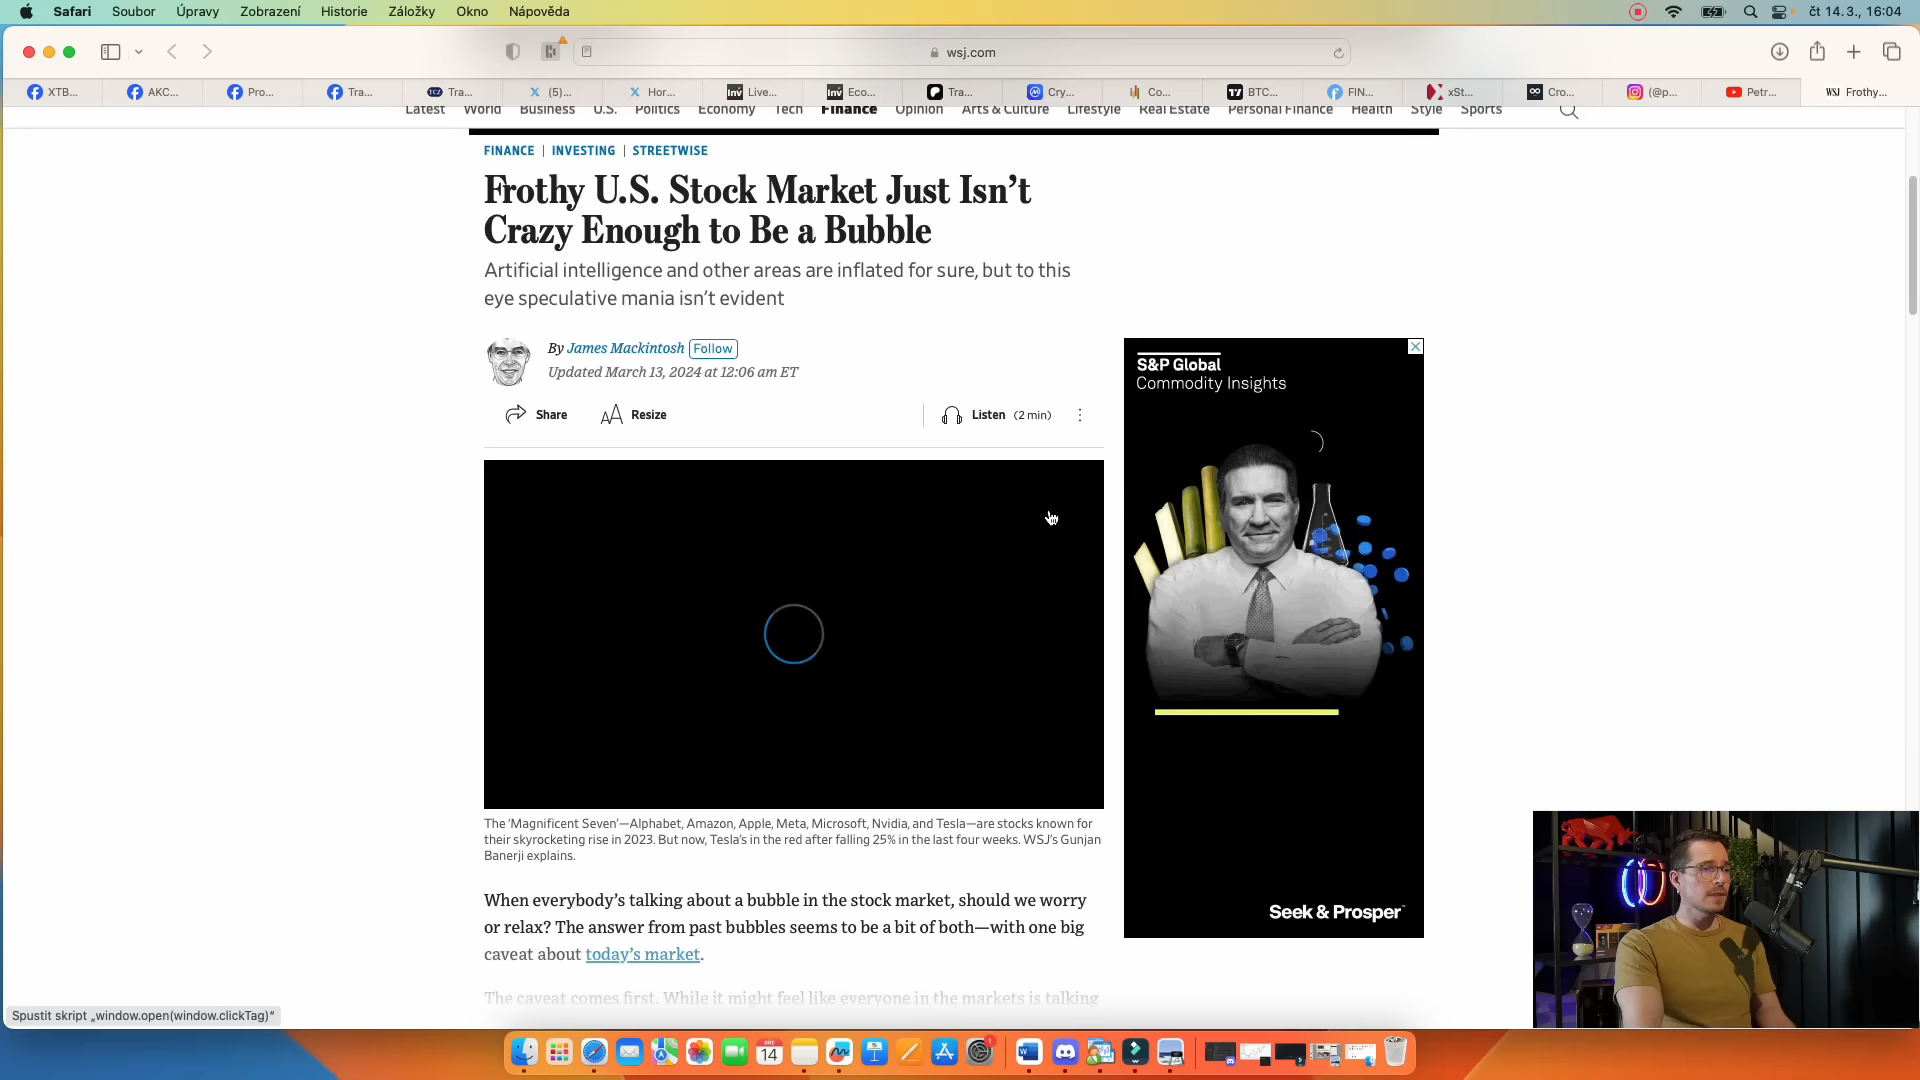 Safari Soubor Úpravy Zobrazení Historie Záložky Okno Nápověda
čt 14. 3., 16:04
wsj.com
XTB... AKC... Pro... Tra... Tra... (5)... Hor... Live... Eco... Tra... Cry... Co... BTC... FIN... xSt... Cro... (@p... Petr... WSJ Frothy...
Latest World Business U.S. Politics Economy Tech Finance Opinion Arts & Culture Lifestyle Real Estate Personal Finance Health Style Sports
FINANCE | INVESTING | STREETWISE
Frothy U.S. Stock Market Just Isn’t
Crazy Enough to Be a Bubble
Artificial intelligence and other areas are inflated for sure, but to this
eye speculative mania isn’t evident
By James Mackintosh Follow
Updated March 13, 2024 at 12:06 am ET
Share Resize Listen (2 min)
S&P Global
Commodity Insights
Seek & Prosper™
The ‘Magnificent Seven’—Alphabet, Amazon, Apple, Meta, Microsoft, Nvidia, and Tesla—are stocks known for
their skyrocketing rise in 2023. But now, Tesla’s in the red after falling 25% in the last four weeks. WSJ’s Gunjan
Banerji explains.
When everybody’s talking about a bubble in the stock market, should we worry
or relax? The answer from past bubbles seems to be a bit of both—with one big
caveat about today’s market.
The caveat comes first. While it might feel like everyone in the markets is talking
Spustit skript „window.open(window.clickTag)“
14